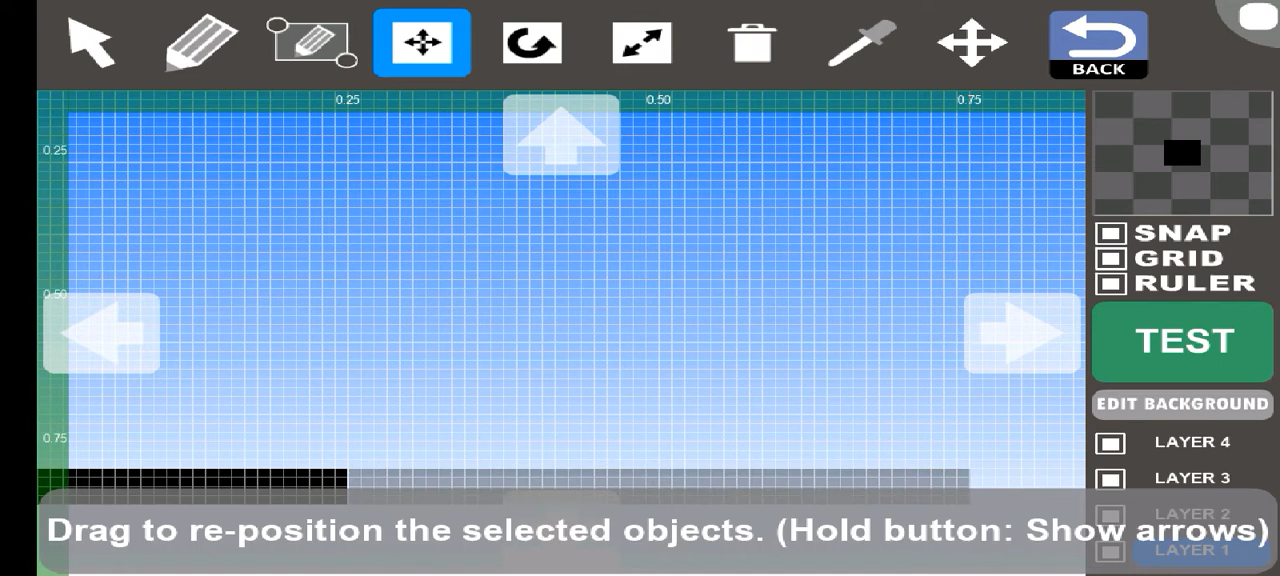 BACK
0.25
0.50
0.75
0.25
0.50
0.75
SNAP
GRID
RULER
TEST
EDIT BACKGROUND
LAYER 4
LAYER 3
LAYER 2
LAYER 1
Drag to re-position the selected objects. (Hold button: Show arrows)